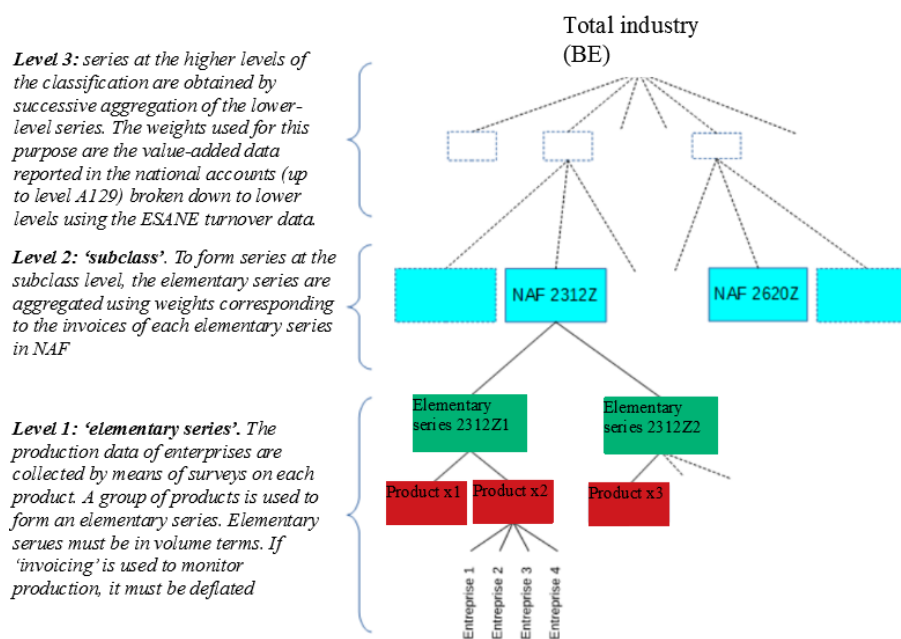 Total industry
(BE)
Level 3: series at the higher levels
of the classification are obtained by
successive aggregation of the lower-
level series. The weights used for this
purpose are the value-added data
reported in the national accounts (up
to level A129) broken down to lower
levels using the ESANE turnover data.
Level 2: ‘subclass’. To form series at the
subclass level, the elementary series are
aggregated using weights corresponding
to the invoices of each elementary series
in NAF
NAF 2312Z
NAF 2620Z
Level 1: ‘elementary series’. The
production data of enterprises are
collected by means of surveys on each
product. A group of products is used to
form an elementary series. Elementary
serues must be in volume terms. If
‘invoicing’ is used to monitor
production, it must be deflated
Elementary
series 2312Z1
Elementary
series 2312Z2
Product x1
Product x2
Product x3
Entreprise 1
Entreprise 2
Entreprise 3
Entreprise 4